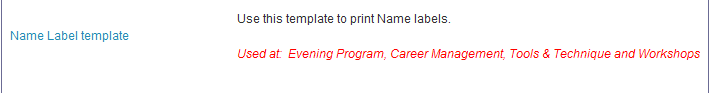 Use this template to print Name labels.
Name Label template
Used at:  Evening Program, Career Management, Tools & Technique and Workshops